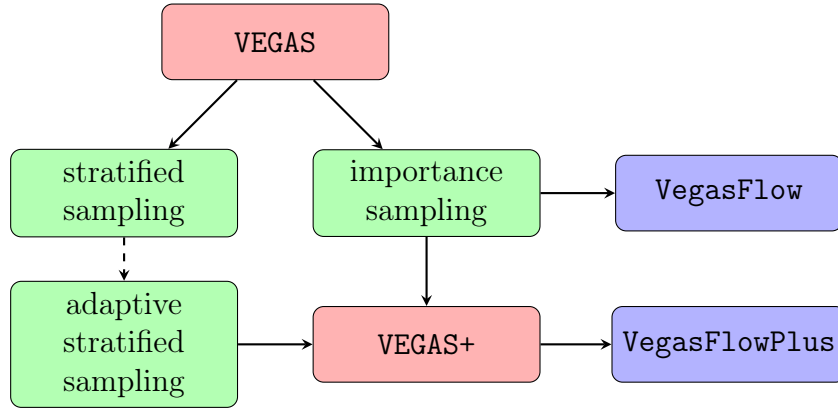 VEGAS
stratified
sampling
importance
sampling
VegasFlow
adaptive
stratified
sampling
VEGAS+
VegasFlowPlus